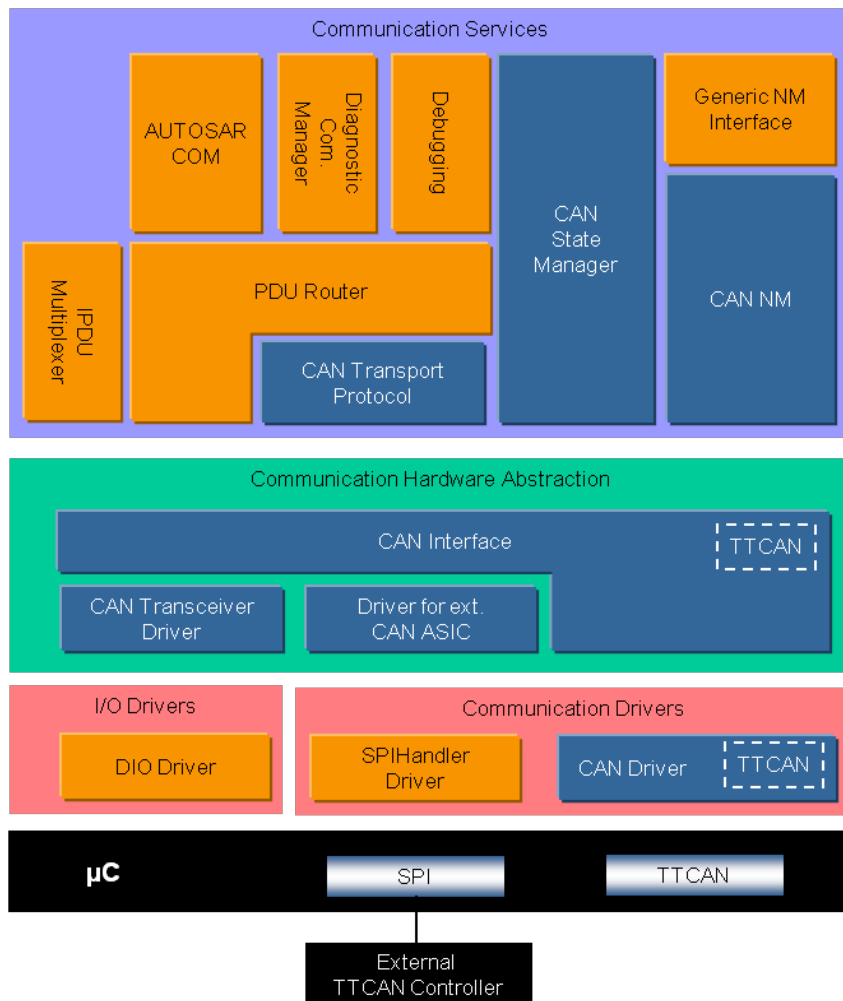 Communication Services
AUTOSAR
COM
Diagnostic
Com.
Manager
Debugging
CAN
State
Manager
Generic NM
Interface
IPDU
Multiplexer
PDU Router
CAN NM
CAN Transport
Protocol
Communication Hardware Abstraction
CAN Interface
TTCAN
CAN Transceiver
Driver
Driver for ext.
CAN ASIC
I/O Drivers
Communication Drivers
DIO Driver
SPIHandler
Driver
CAN Driver
TTCAN
µC
SPI
TTCAN
External
TTCAN Controller